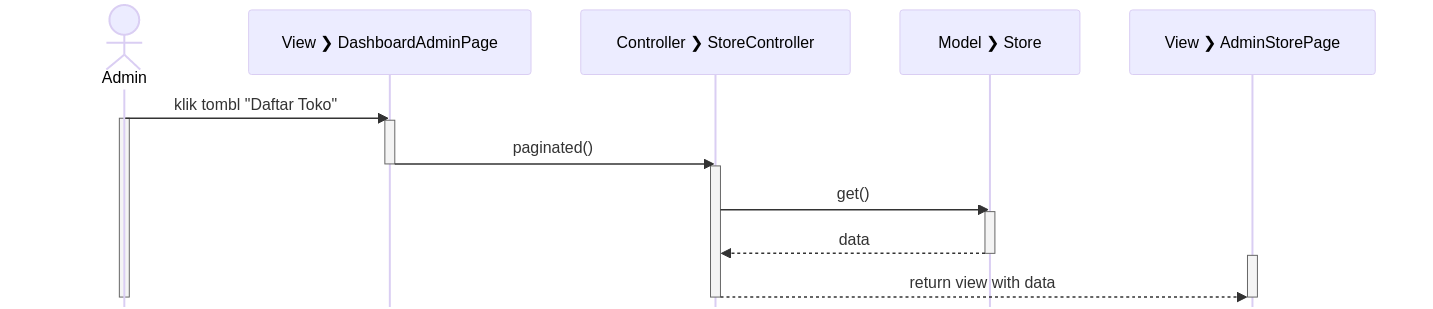 Admin
View ❯ DashboardAdminPage
Controller ❯ StoreController
Model ❯ Store
View ❯ AdminStorePage
klik tombl "Daftar Toko"
paginated()
get()
data
return view with data